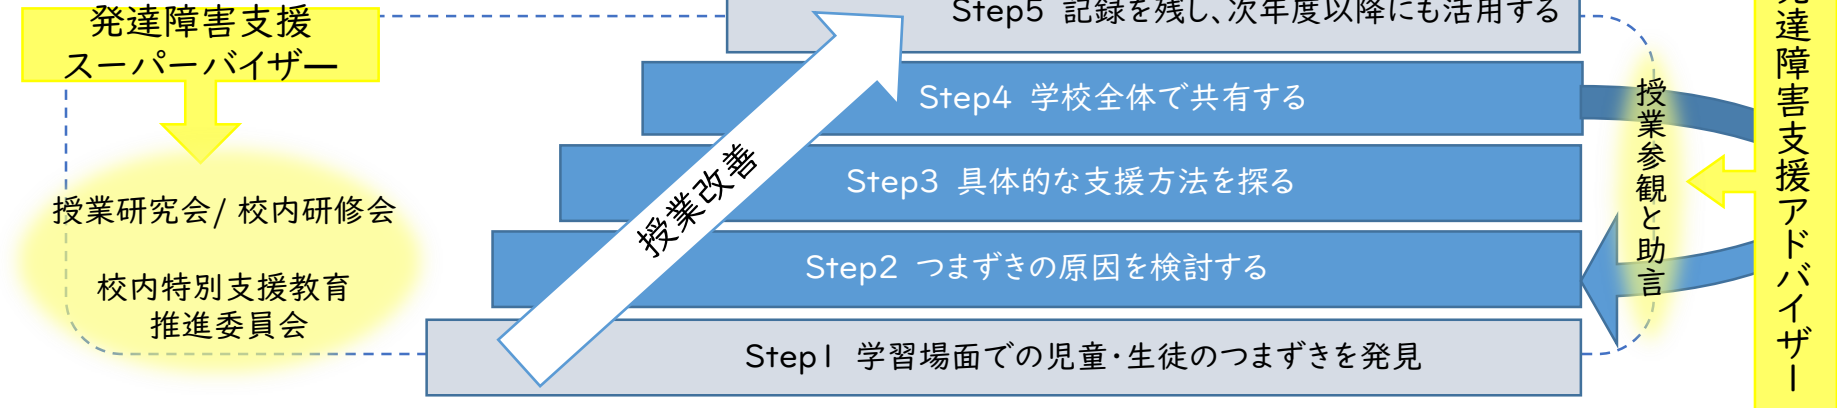 発達障害支援
スーパーバイザー
授業研究会/ 校内研修会
校内特別支援教育
推進委員会
Step5 記録を残し、次年度以降にも活用する
Step4 学校全体で共有する
Step3 具体的な支援方法を探る
Step2 つまずきの原因を検討する
Step1 学習場面での児童・生徒のつまずきを発見
授業改善
授業参観と助言
発達障害支援アドバイザー